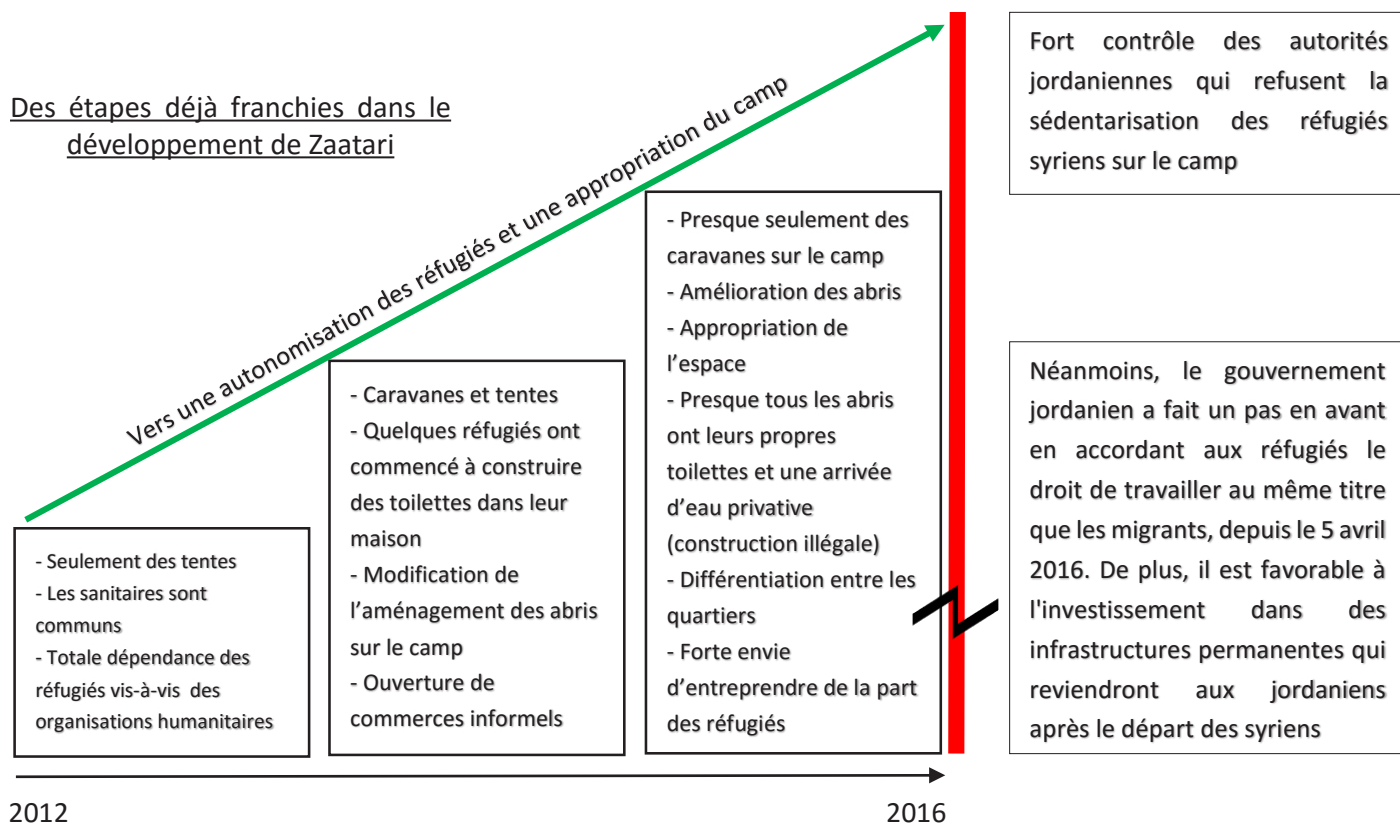 Des étapes déjà franchies dans le
développement de Zaatari
Vers une autonomisation des réfugiés et une appropriation du camp
- Seulement des tentes
- Les sanitaires sont
communs
- Totale dépendance des
réfugiés vis-à-vis des
organisations humanitaires
- Caravanes et tentes
- Quelques réfugiés ont
commencé à construire
des toilettes dans leur
maison
- Modification de
l’aménagement des abris
sur le camp
- Ouverture de
commerces informels
- Presque seulement des
caravanes sur le camp
- Amélioration des abris
- Appropriation de
l’espace
- Presque tous les abris
ont leurs propres
toilettes et une arrivée
d’eau privative
(construction illégale)
- Différentiation entre les
quartiers
- Forte envie
d’entreprendre de la part
des réfugiés
Fort contrôle des autorités
jordaniennes qui refusent la
sédentarisation des réfugiés
syriens sur le camp
Néanmoins, le gouvernement
jordanien a fait un pas en avant
en accordant aux réfugiés le
droit de travailler au même titre
que les migrants, depuis le 5 avril
2016. De plus, il est favorable à
l'investissement dans des
infrastructures permanentes qui
reviendront aux jordaniens
après le départ des syriens
2012
2016